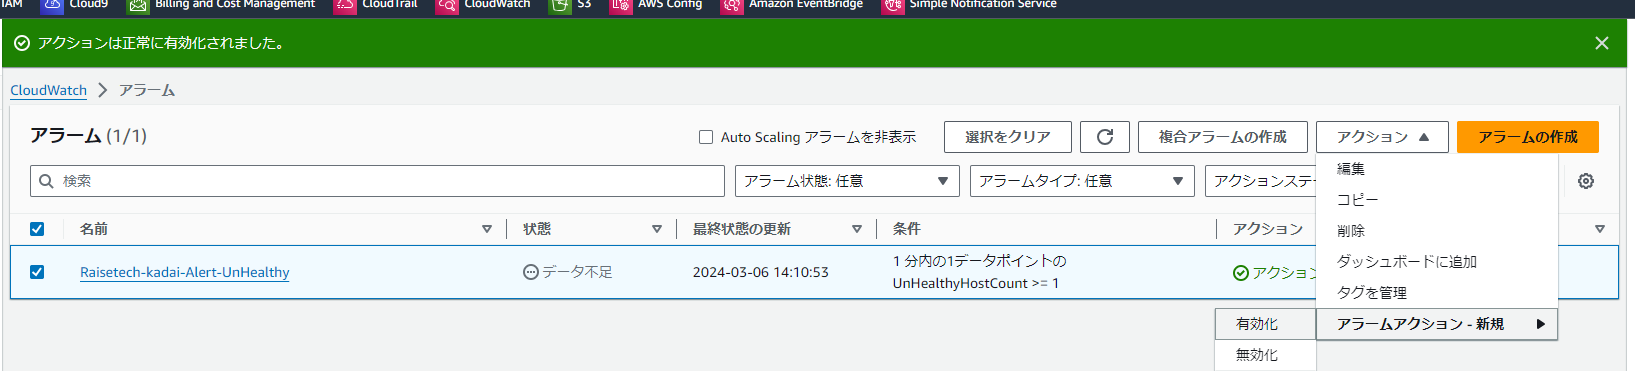 IAM Cloud9 Billing and Cost Management CloudTrail CloudWatch S3 AWS Config Amazon EventBridge Simple Notification Service
アクションは正常に有効化されました。
CloudWatch アラーム
アラーム (1/1)
Auto Scaling アラームを非表示
選択をクリア
複合アラームの作成
アクション
アラームの作成
検索
アラーム状態: 任意
アラームタイプ: 任意
アクションステー
編集
コピー
削除
ダッシュボードに追加
タグを管理
アラームアクション - 新規
有効化
無効化
名前 状態 最終状態の更新 条件 アクション
Raisetech-kadai-Alert-UnHealthy データ不足 2024-03-06 14:10:53 1 分内の1データポイントの
UnHealthyHostCount >= 1
アクション